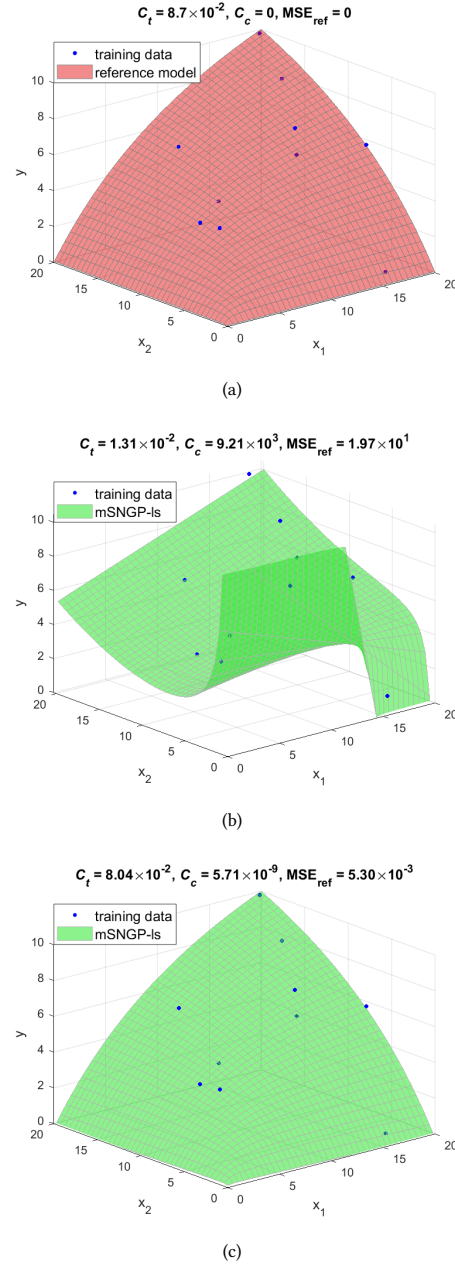 C_t = 8.7×10^-2, C_c = 0, MSE_ref = 0
training data
reference model
10
8
6
4
2
0
y
20
15
10
5
0
x_2
0
5
10
15
20
x_1
(a)
C_t = 1.31×10^-2, C_c = 9.21×10^3, MSE_ref = 1.97×10^1
training data
mSNGP-ls
10
8
6
4
2
0
y
20
15
10
5
0
x_2
0
5
10
15
20
x_1
(b)
C_t = 8.04×10^-2, C_c = 5.71×10^-9, MSE_ref = 5.30×10^-3
training data
mSNGP-ls
10
8
6
4
2
0
y
20
15
10
5
0
x_2
0
5
10
15
20
x_1
(c)